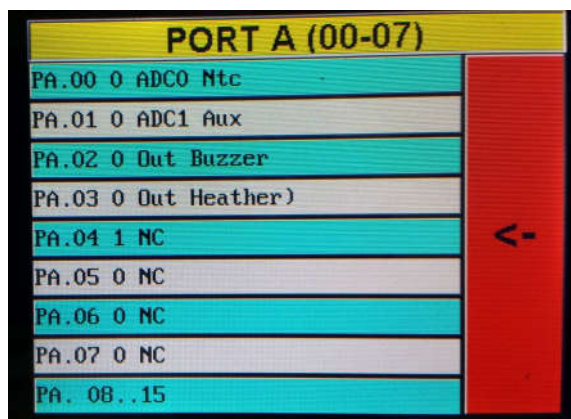 PORT A (00-07)
PA.00 0 ADC0 Ntc
PA.01 0 ADC1 Aux
PA.02 0 Out Buzzer
PA.03 0 Out Heather)
PA.04 1 NC
<-
PA.05 0 NC
PA.06 0 NC
PA.07 0 NC
PA. 08..15